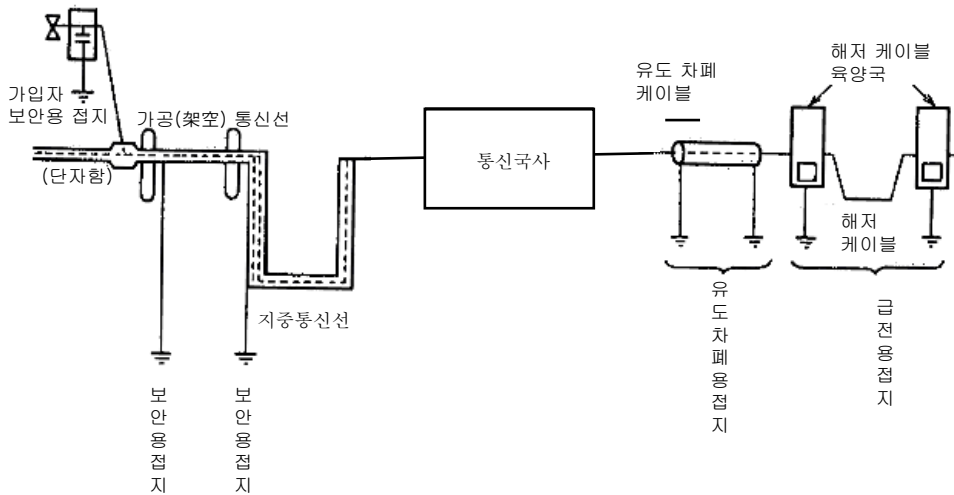 가입자
보안용 접지
가공(架空) 통신선
(단자함)
지중통신선
보안용접지
보안용접지
통신국사
유도 차폐
케이블
유도차폐용접지
해저 케이블
육양국
해저
케이블
급전용접지